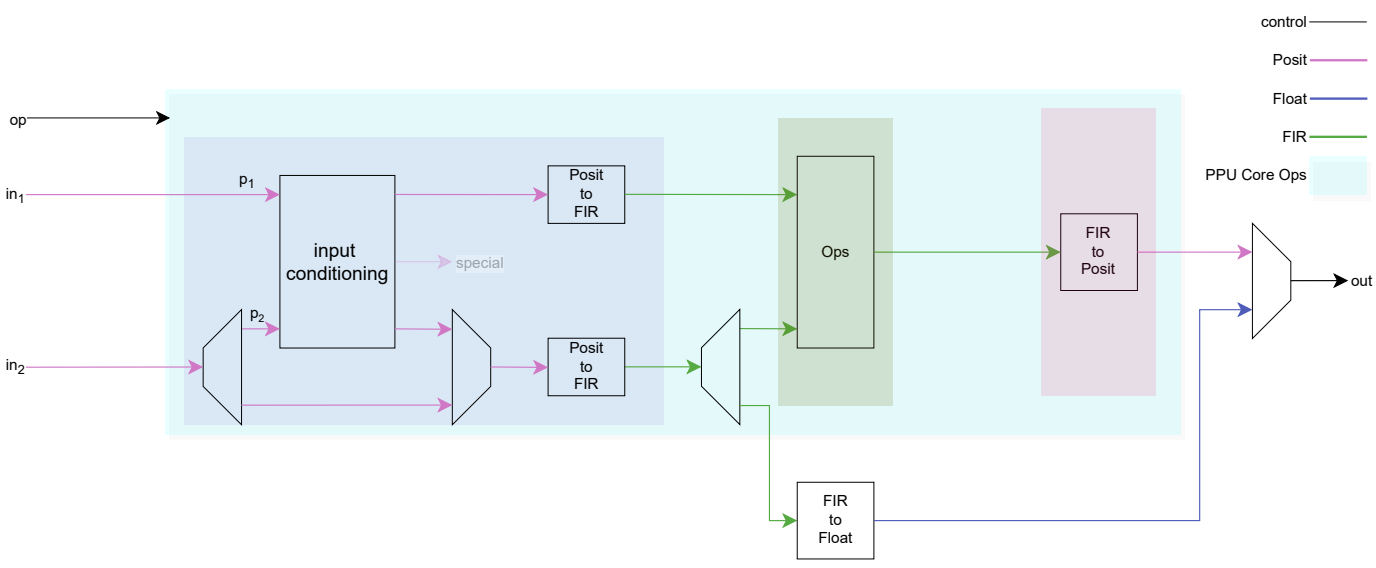 control
Posit
Float
FIR
PPU Core Ops
op
in1
p1
Posit
to
FIR
input
conditioning
special
Ops
FIR
to
Posit
out
p2
in2
Posit
to
FIR
FIR
to
Float